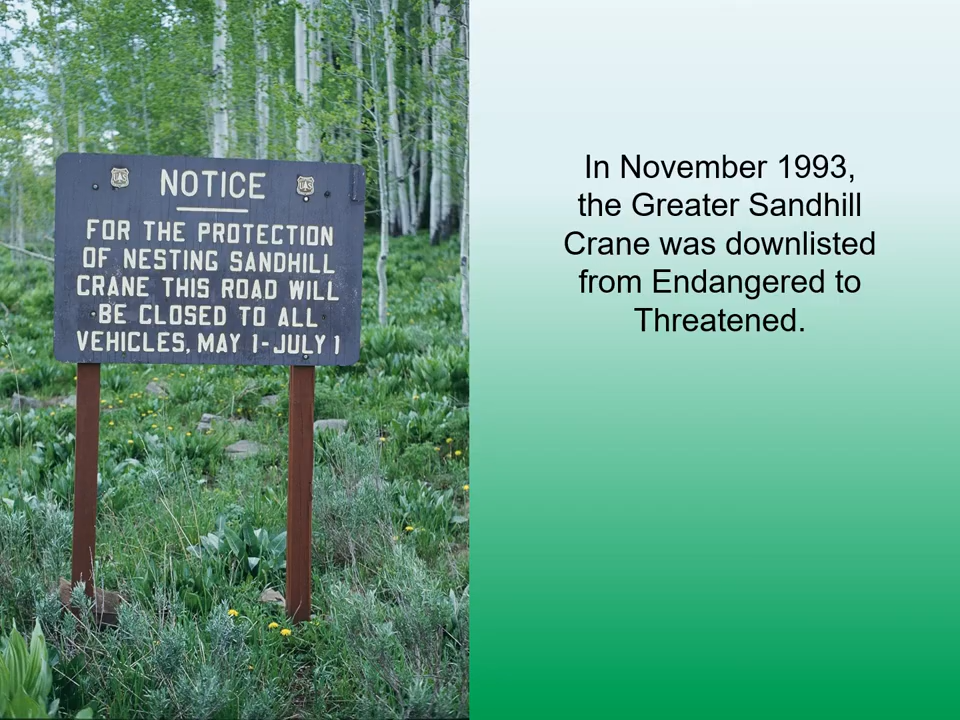 NOTICE
FOR THE PROTECTION
OF NESTING SANDHILL
CRANE THIS ROAD WILL
BE CLOSED TO ALL
VEHICLES, MAY 1-JULY 1
In November 1993,
the Greater Sandhill
Crane was downlisted
from Endangered to
Threatened.